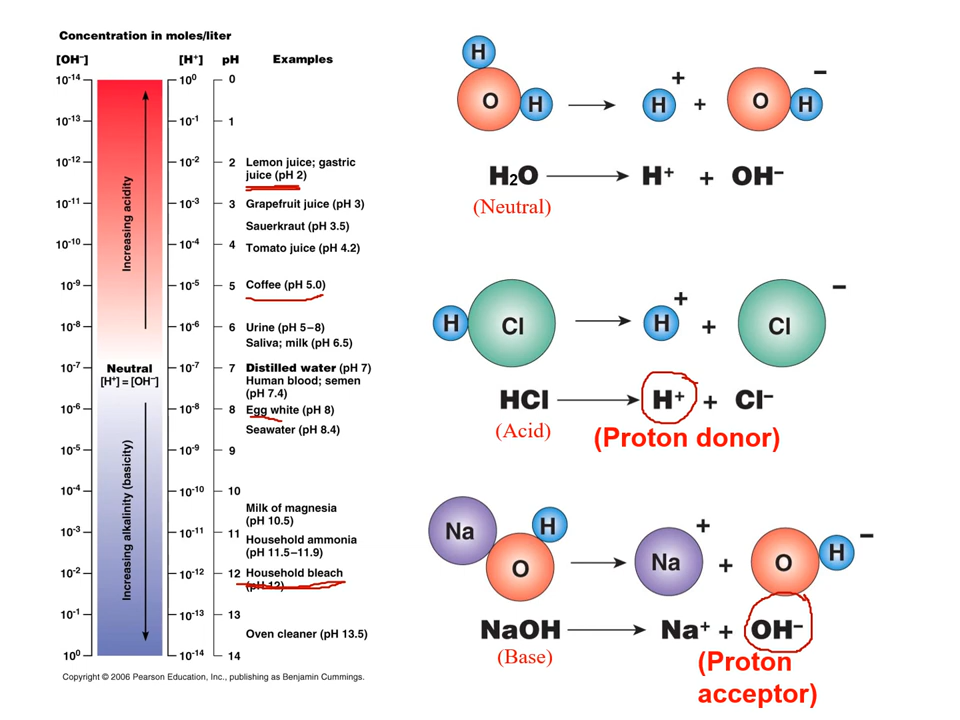 Concentration in moles/liter
[OH⁻] [H⁺] pH Examples
10⁻¹⁴ 10⁰ 0
10⁻¹³ 10⁻¹ 1
10⁻¹² 10⁻² 2 Lemon juice; gastric
juice (pH 2)
10⁻¹¹ 10⁻³ 3 Grapefruit juice (pH 3)
Sauerkraut (pH 3.5)
10⁻¹⁰ 10⁻⁴ 4 Tomato juice (pH 4.2)
10⁻⁹ 10⁻⁵ 5 Coffee (pH 5.0)
10⁻⁸ 10⁻⁶ 6 Urine (pH 5–8)
Saliva; milk (pH 6.5)
10⁻⁷ Neutral 10⁻⁷ 7 Distilled water (pH 7)
[H⁺] = [OH⁻] Human blood; semen
(pH 7.4)
10⁻⁶ 10⁻⁸ 8 Egg white (pH 8)
Seawater (pH 8.4)
10⁻⁵ 10⁻⁹ 9
10⁻⁴ 10⁻¹⁰ 10
Milk of magnesia
(pH 10.5)
10⁻³ 10⁻¹¹ 11 Household ammonia
(pH 11.5–11.9)
10⁻² 10⁻¹² 12 Household bleach
(pH 12)
10⁻¹ 10⁻¹³ 13
Oven cleaner (pH 13.5)
10⁰ 10⁻¹⁴ 14
Increasing acidity
Increasing alkalinity (basicity)
Copyright © 2006 Pearson Education, Inc., publishing as Benjamin Cummings.
H
O H H + + O H −
H₂O H⁺ + OH⁻
(Neutral)
H Cl H + + Cl −
HCl H⁺ + Cl⁻
(Acid) (Proton donor)
Na O H Na + + O H −
NaOH Na⁺ + OH⁻
(Base) (Proton
acceptor)